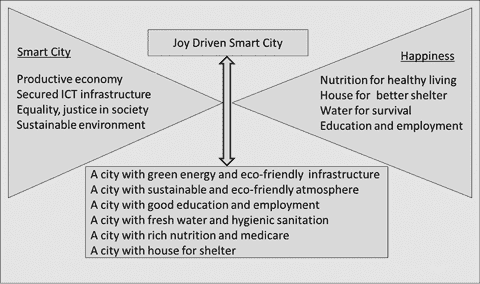 Joy Driven Smart City
Smart City
Productive economy
Secured ICT infrastructure
Equality, justice in society
Sustainable environment
Happiness
Nutrition for healthy living
House for better shelter
Water for survival
Education and employment
A city with green energy and eco-friendly infrastructure
A city with sustainable and eco-friendly atmosphere
A city with good education and employment
A city with fresh water and hygienic sanitation
A city with rich nutrition and medicare
A city with house for shelter